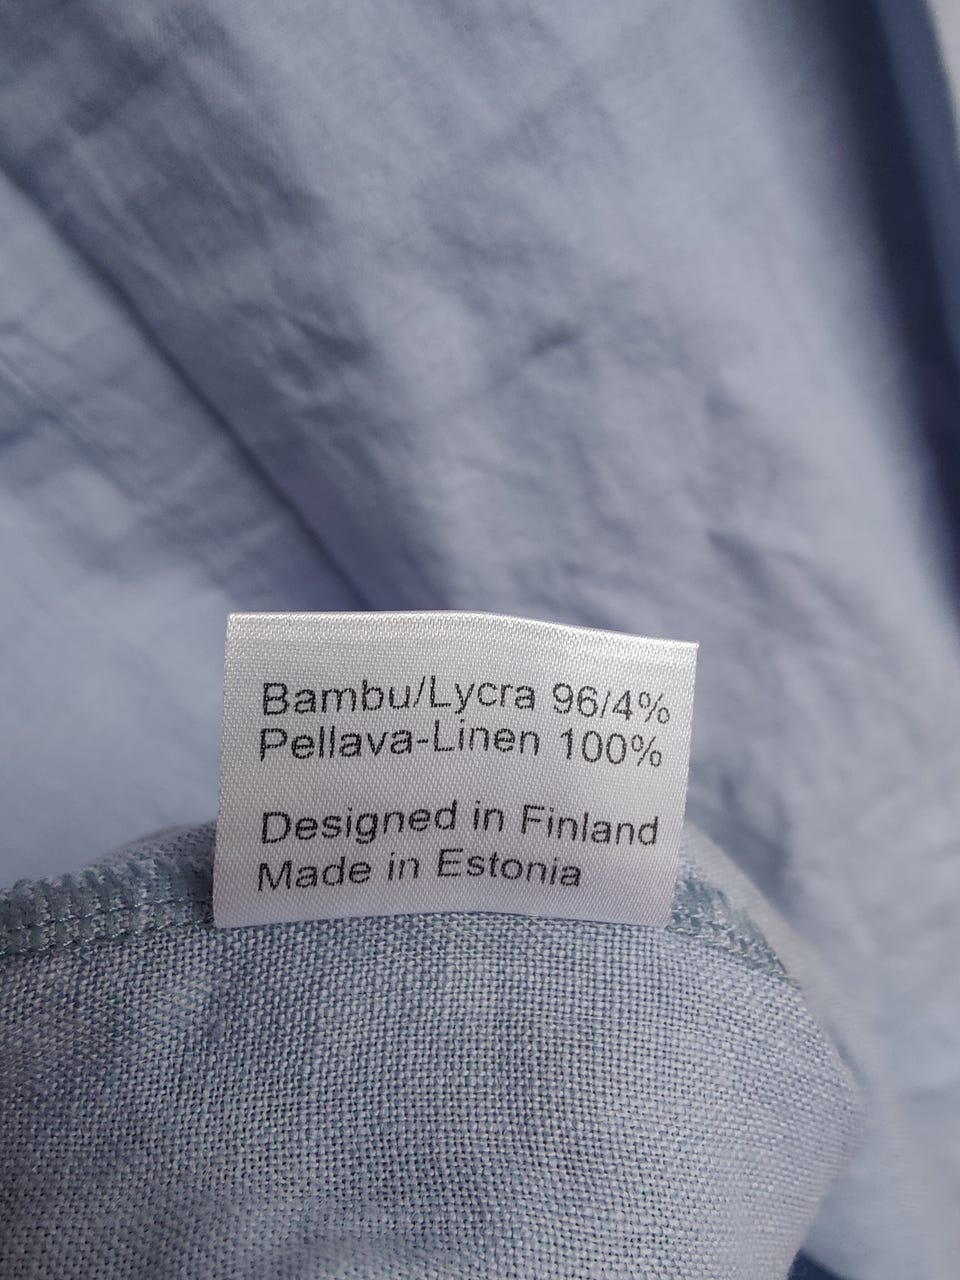 Bambu/Lycra 96/4%
Pellava-Linen 100%
Designed in Finland
Made in Estonia